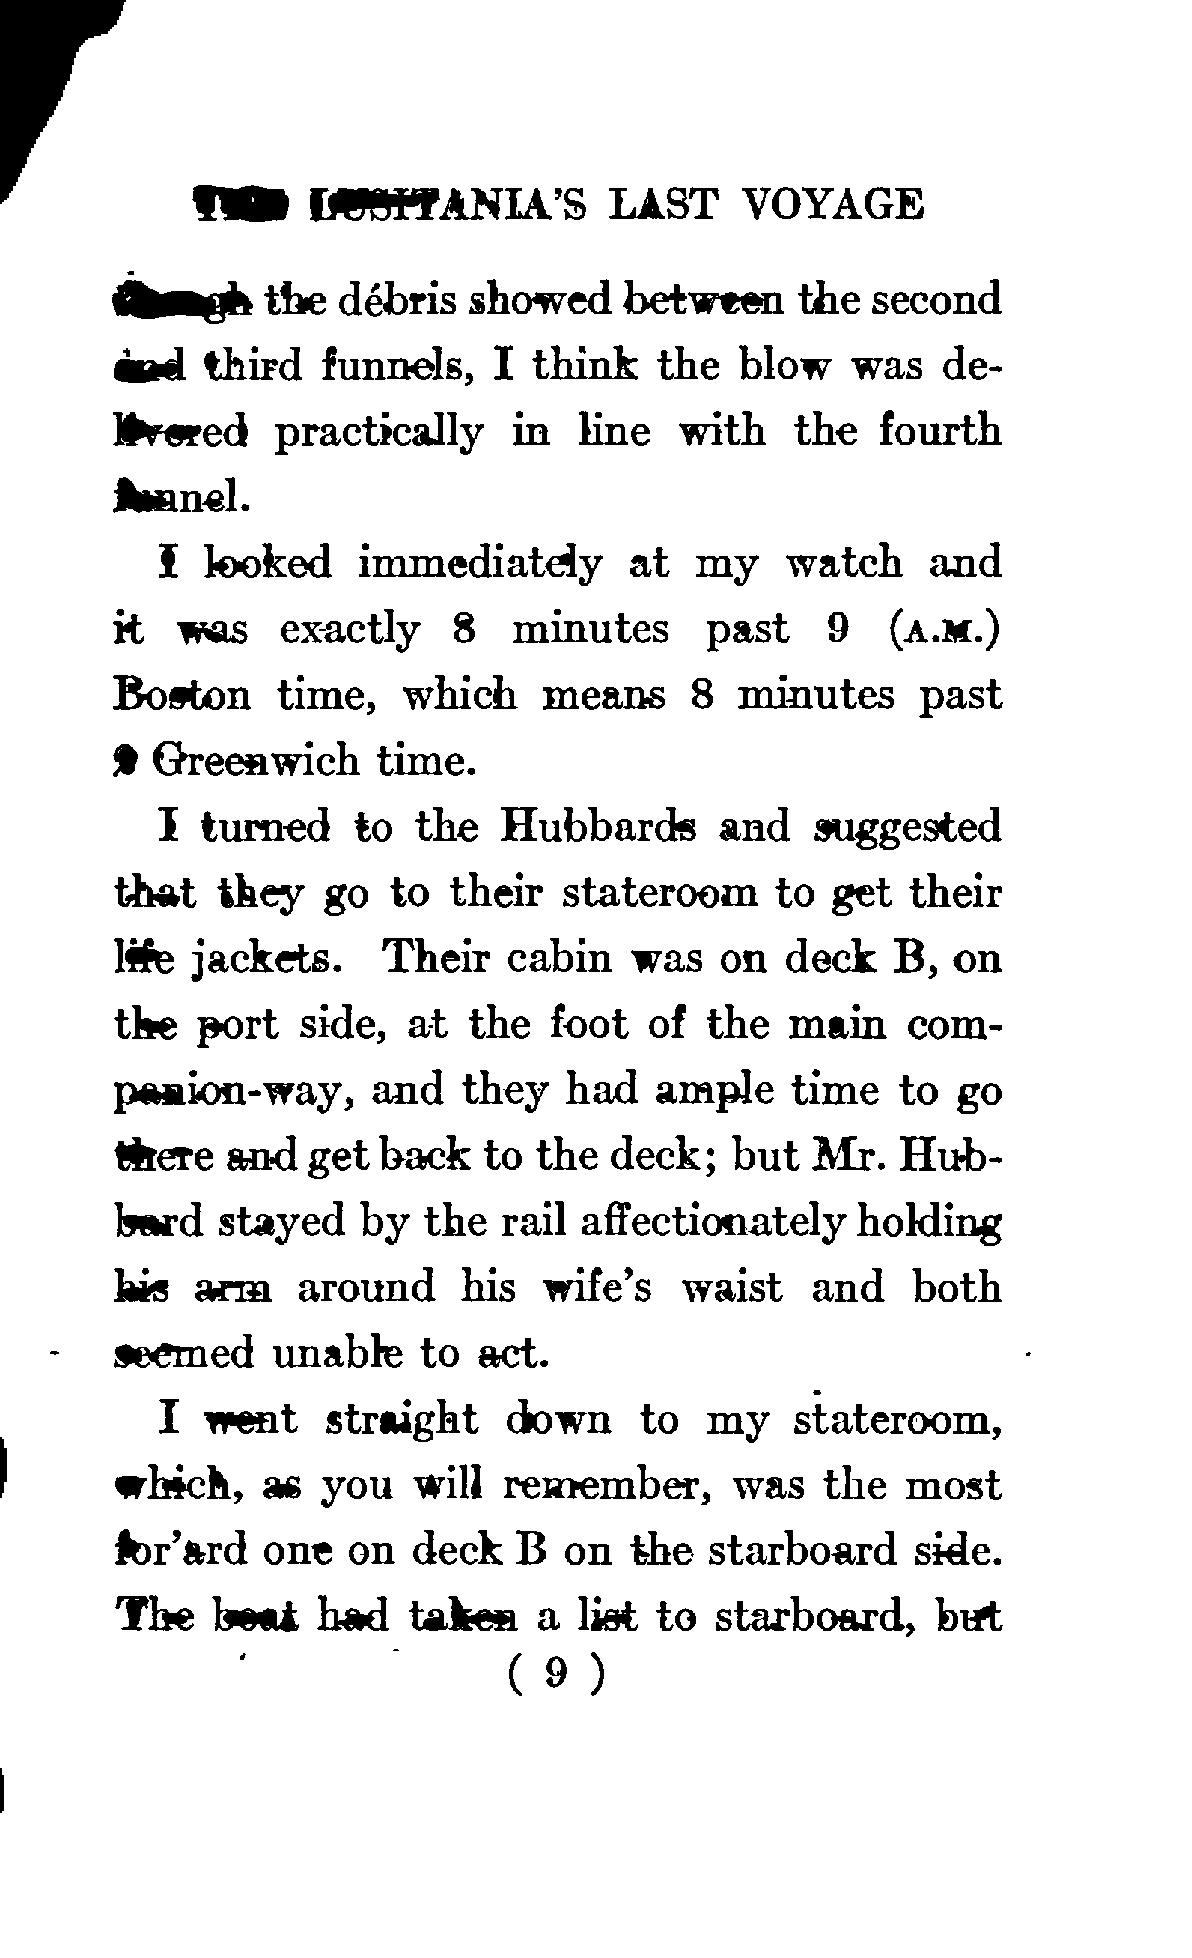 THE LUSITANIA'S LAST VOYAGE
though the débris showed between the second
and third funnels, I think the blow was de-
livered practically in line with the fourth
funnel.
I looked immediately at my watch and
it was exactly 8 minutes past 9 (A.M.)
Boston time, which means 8 minutes past
Greenwich time.
I turned to the Hubbards and suggested
that they go to their stateroom to get their
life jackets. Their cabin was on deck B, on
the port side, at the foot of the main com-
panion-way, and they had ample time to go
there and get back to the deck; but Mr. Hub-
bard stayed by the rail affectionately holding
his arm around his wife's waist and both
seemed unable to act.
I went straight down to my stateroom,
which, as you will remember, was the most
for'ard one on deck B on the starboard side.
The boat had taken a list to starboard, but
( 9 )